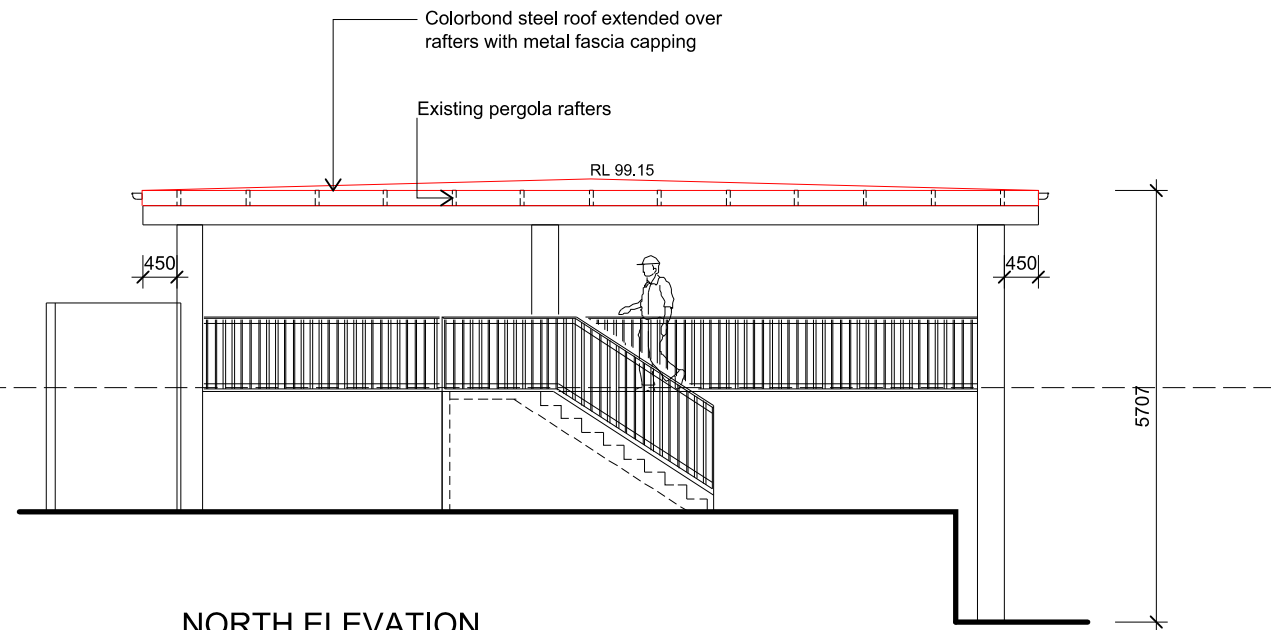 Colorbond steel roof extended over
rafters with metal fascia capping
Existing pergola rafters
RL 99.15
450
450
5707
NORTH ELEVATION